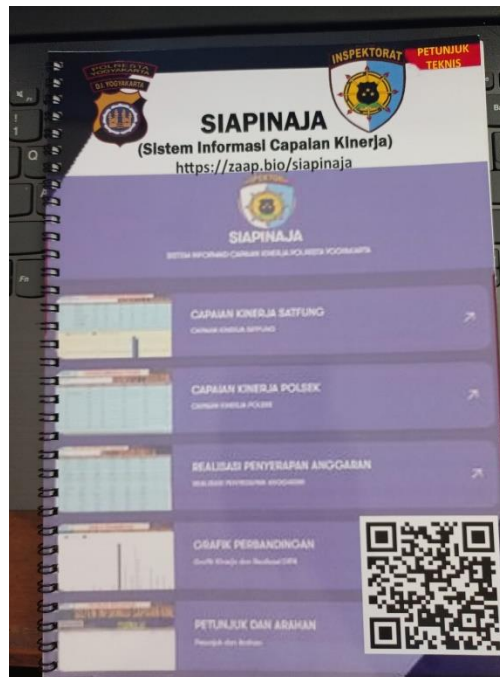 POLRESTA
YOGYAKARTA
D.I. YOGYAKARTA
INSPEKTORAT
PETUNJUK
TEKNIS
SIAPINAJA
(Sistem Informasi Capaian Kinerja)
https://zaap.bio/siapinaja
SIAPINAJA
SISTEM INFORMASI CAPAIAN KINERJA POLRESTA YOGYAKARTA
CAPAIAN KINERJA SATFUNG
CAPAIAN KINERJA SATFUNG
CAPAIAN KINERJA POLSEK
CAPAIAN KINERJA POLSEK
REALISASI PENYERAPAN ANGGARAN
REALISASI PENYERAPAN ANGGARAN
GRAFIK PERBANDINGAN
Grafik Kinerja dan Realisasi DIPA
PETUNJUK DAN ARAHAN
Petunjuk dan Arahan